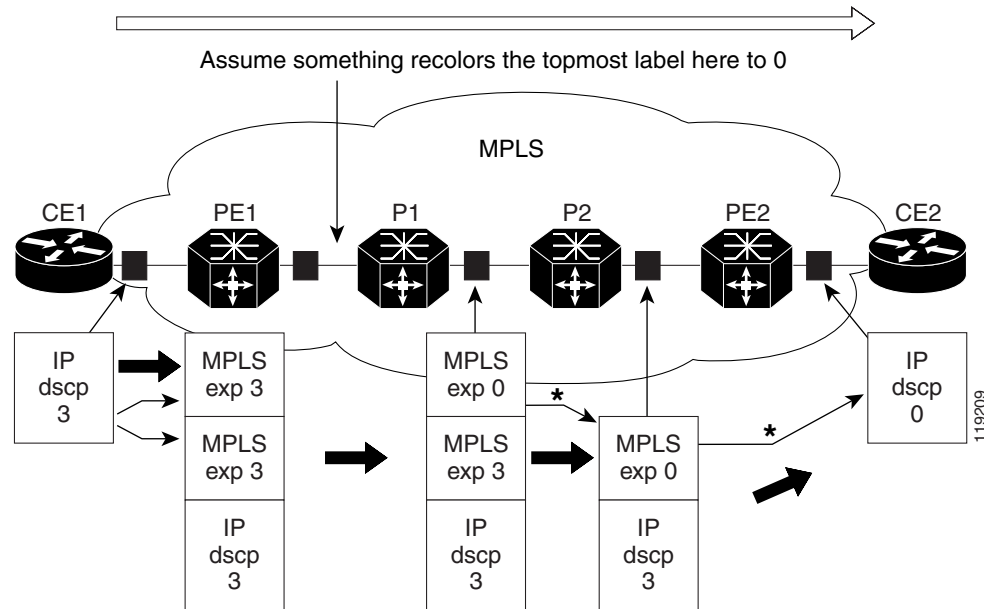 Assume something recolors the topmost label here to 0
MPLS
CE1
PE1
P1
P2
PE2
CE2
IP
dscp
3
MPLS
exp 3
MPLS
exp 3
IP
dscp
3
MPLS
exp 0
MPLS
exp 3
IP
dscp
3
*
MPLS
exp 0
IP
dscp
3
*
IP
dscp
0
119209